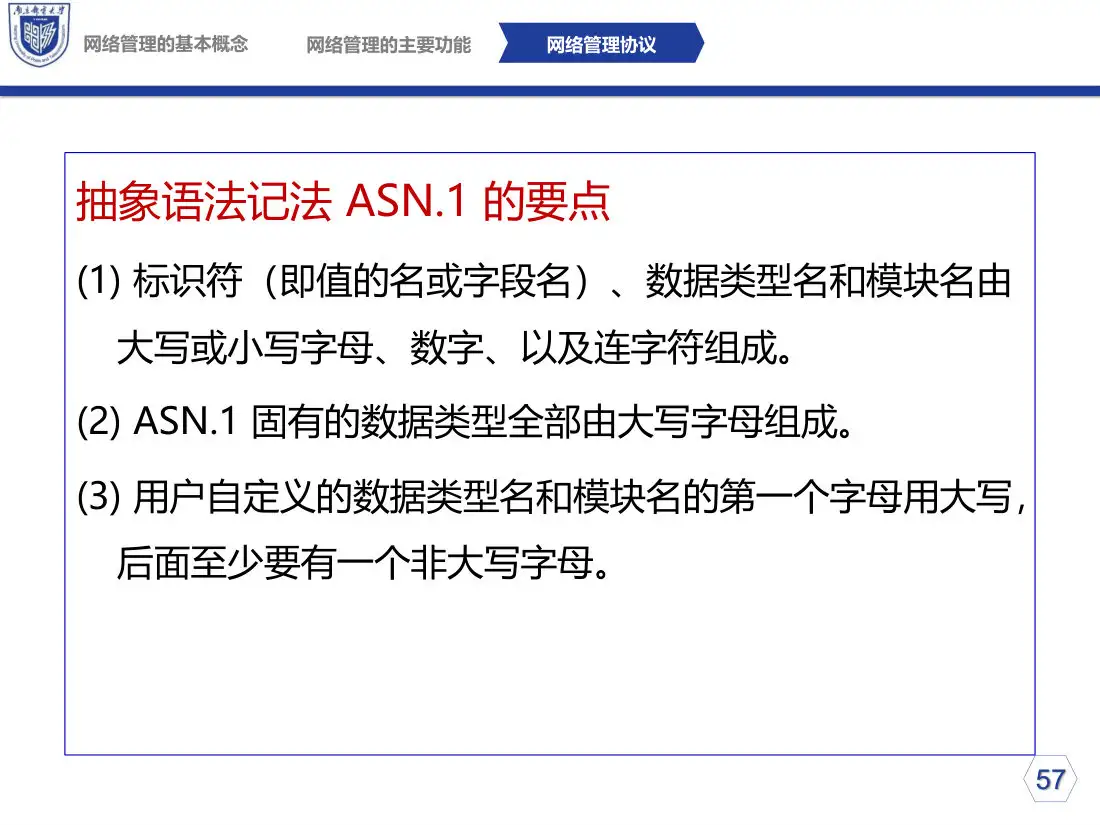 南京邮电大学
网络管理的基本概念
网络管理的主要功能
网络管理协议
抽象语法记法 ASN.1 的要点
(1) 标识符（即值的名或字段名）、数据类型名和模块名由
大写或小写字母、数字、以及连字符组成。
(2) ASN.1 固有的数据类型全部由大写字母组成。
(3) 用户自定义的数据类型名和模块名的第一个字母用大写，
后面至少要有一个非大写字母。
57